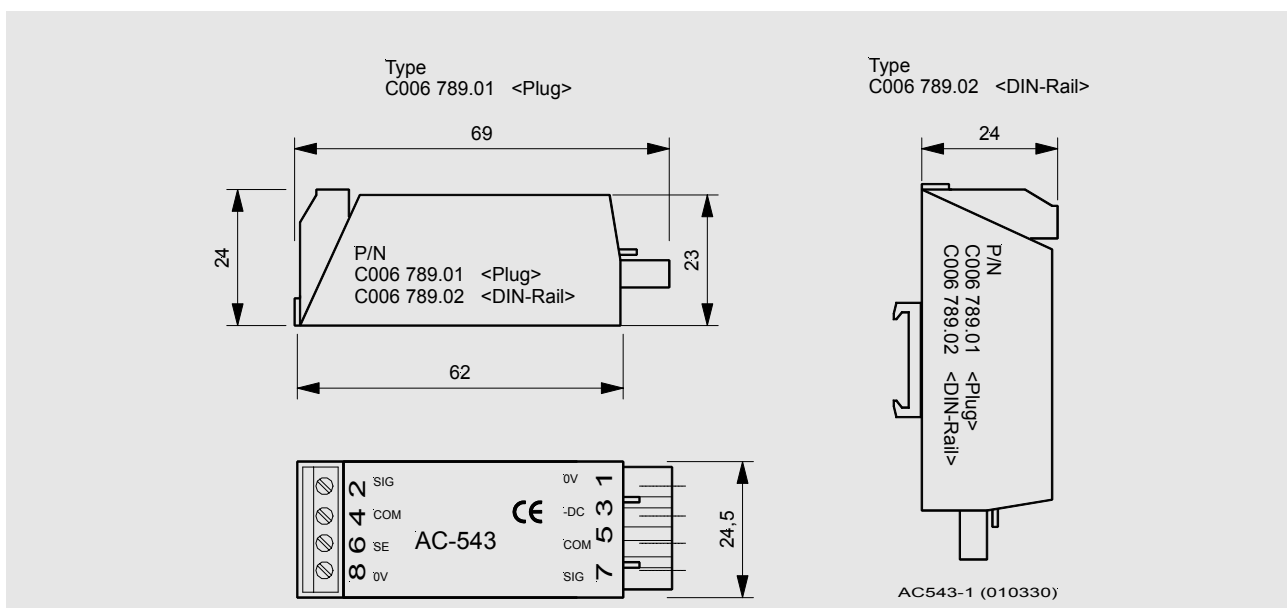 Type
C006 789.01 <Plug>
Type
C006 789.02 <DIN-Rail>
69
24
24
23
P/N
C006 789.01 <Plug>
C006 789.02 <DIN-Rail>
P/N
C006 789.01 <Plug>
C006 789.02 <DIN-Rail>
62
2 SIG
4 COM
6 SE
8 0V
AC-543
CE
0V 1
-DC 3
COM 5
SIG 7
24,5
AC543-1 (010330)